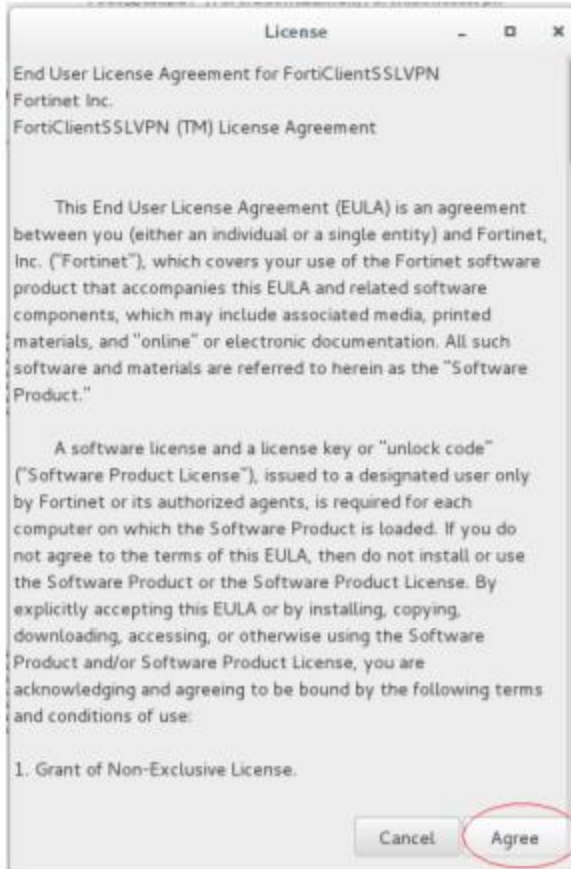 License
End User License Agreement for FortiClientSSLVPN
Fortinet Inc.
FortiClientSSLVPN (TM) License Agreement
This End User License Agreement (EULA) is an agreement
between you (either an individual or a single entity) and Fortinet,
Inc. ("Fortinet"), which covers your use of the Fortinet software
product that accompanies this EULA and related software
components, which may include associated media, printed
materials, and "online" or electronic documentation. All such
software and materials are referred to herein as the "Software
Product."
A software license and a license key or "unlock code"
("Software Product License"), issued to a designated user only
by Fortinet or its authorized agents, is required for each
computer on which the Software Product is loaded. If you do
not agree to the terms of this EULA, then do not install or use
the Software Product or the Software Product License. By
explicitly accepting this EULA or by installing, copying,
downloading, accessing, or otherwise using the Software
Product and/or Software Product License, you are
acknowledging and agreeing to be bound by the following terms
and conditions of use:
1. Grant of Non-Exclusive License.
Cancel Agree